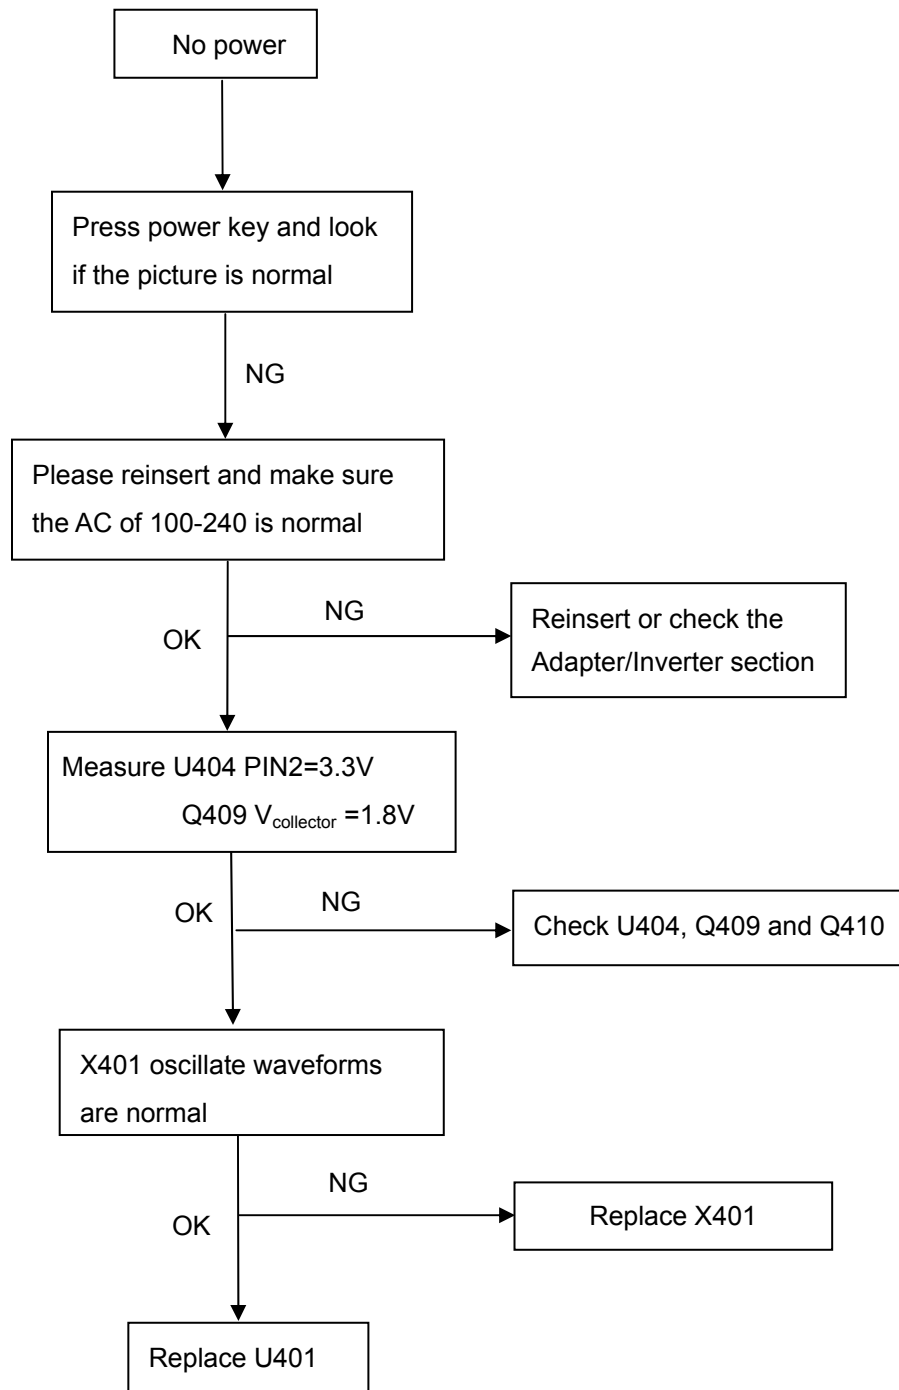 No power
Press power key and look
if the picture is normal
NG
Please reinsert and make sure
the AC of 100-240 is normal
NG
OK
Reinsert or check the
Adapter/Inverter section
Measure U404 PIN2=3.3V
Q409 Vcollector =1.8V
NG
OK
Check U404, Q409 and Q410
X401 oscillate waveforms
are normal
NG
OK
Replace X401
Replace U401